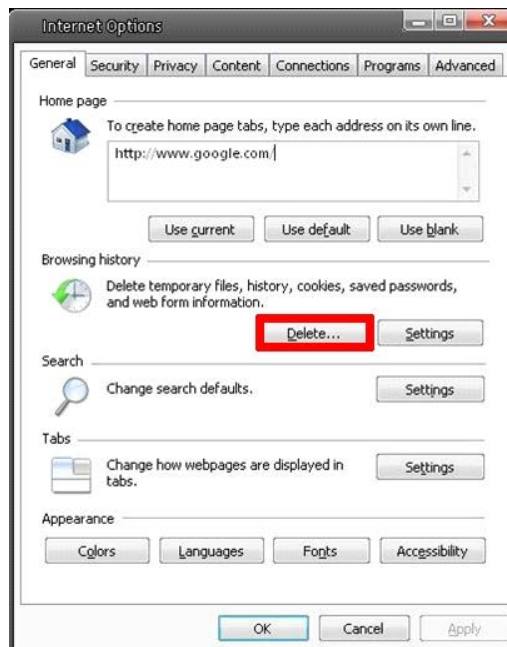 Internet Options
General Security Privacy Content Connections Programs Advanced
Home page
To create home page tabs, type each address on its own line.
http://www.google.com/
Use current Use default Use blank
Browsing history
Delete temporary files, history, cookies, saved passwords,
and web form information.
Delete... Settings
Search
Change search defaults.
Settings
Tabs
Change how webpages are displayed in
tabs.
Settings
Appearance
Colors Languages Fonts Accessibility
OK Cancel Apply